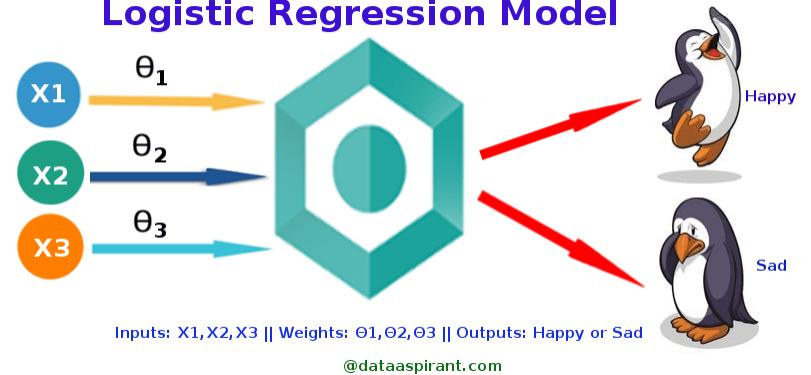 Logistic Regression Model
X1
θ1
X2
θ2
X3
θ3
Happy
Sad
Inputs: X1,X2,X3 || Weights: Θ1,Θ2,Θ3 || Outputs: Happy or Sad
@dataaspirant.com